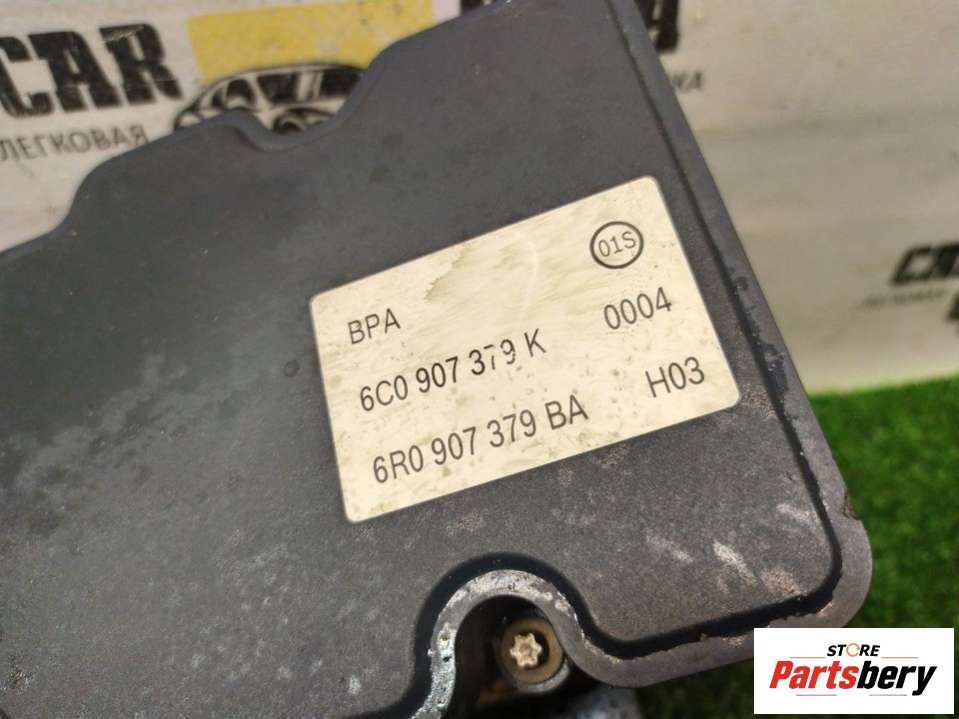 CAR
ЛЕГКОВАЯ
01S
BPA
6C0 907 379 K 0004
6R0 907 379 BA H03
STORE
Partsbery